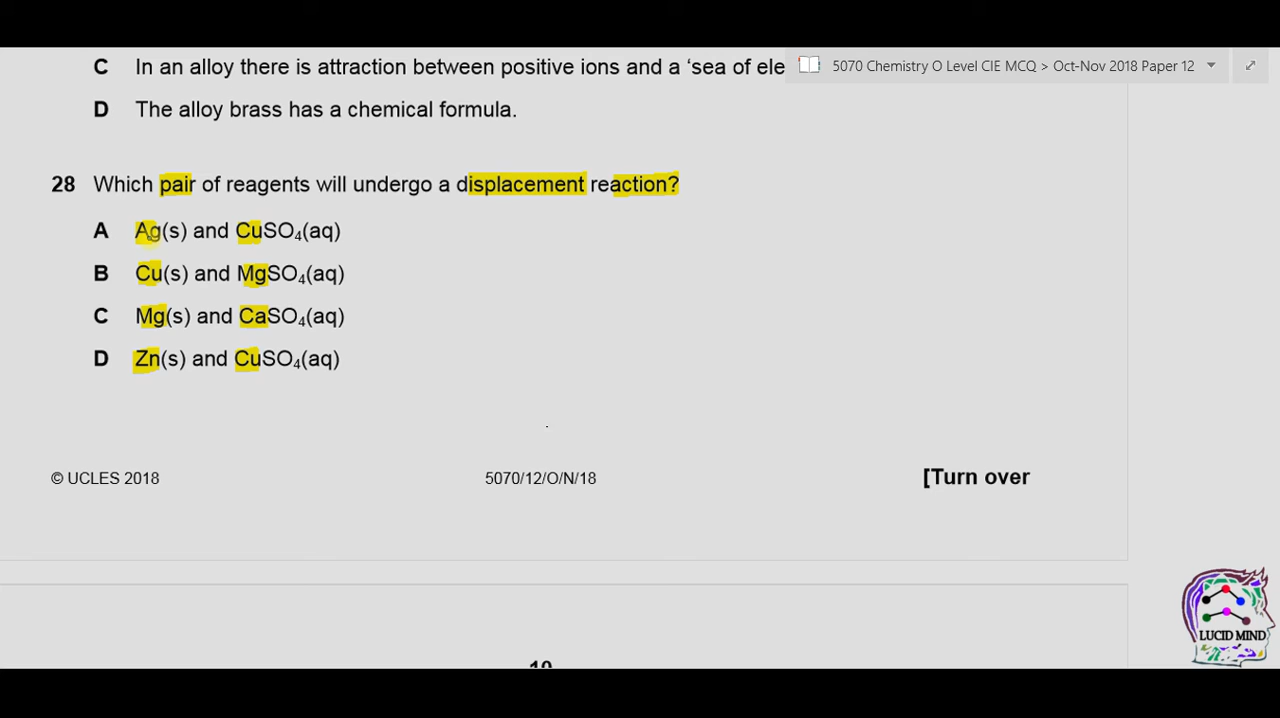 C In an alloy there is attraction between positive ions and a ‘sea of ele
5070 Chemistry O Level CIE MCQ > Oct-Nov 2018 Paper 12
D The alloy brass has a chemical formula.
28 Which pair of reagents will undergo a displacement reaction?
A Ag(s) and CuSO₄(aq)
B Cu(s) and MgSO₄(aq)
C Mg(s) and CaSO₄(aq)
D Zn(s) and CuSO₄(aq)
© UCLES 2018 5070/12/O/N/18 [Turn over
LUCID MIND
10